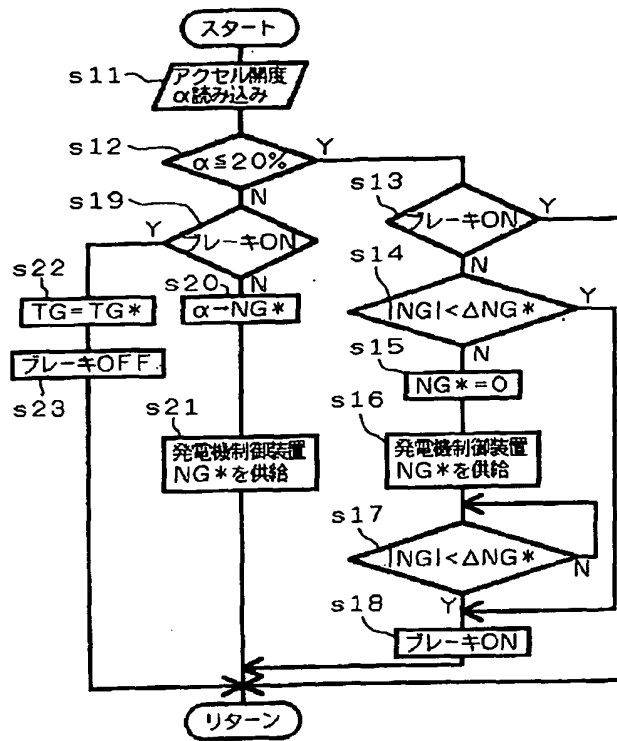 スタート
s11
アクセル開度
α読み込み
s12
α≦20%
Y
N
s13
ブレーキON
Y
N
s19
ブレーキON
Y
N
s14
|NG|<ΔNG*
Y
N
s22
TG=TG*
s20
α→NG*
s15
NG*=0
ブレーキOFF
s23
s21
発電機制御装置
NG*を供給
s16
発電機制御装置
NG*を供給
s17
|NG|<ΔNG*
N
Y
s18
ブレーキON
リターン